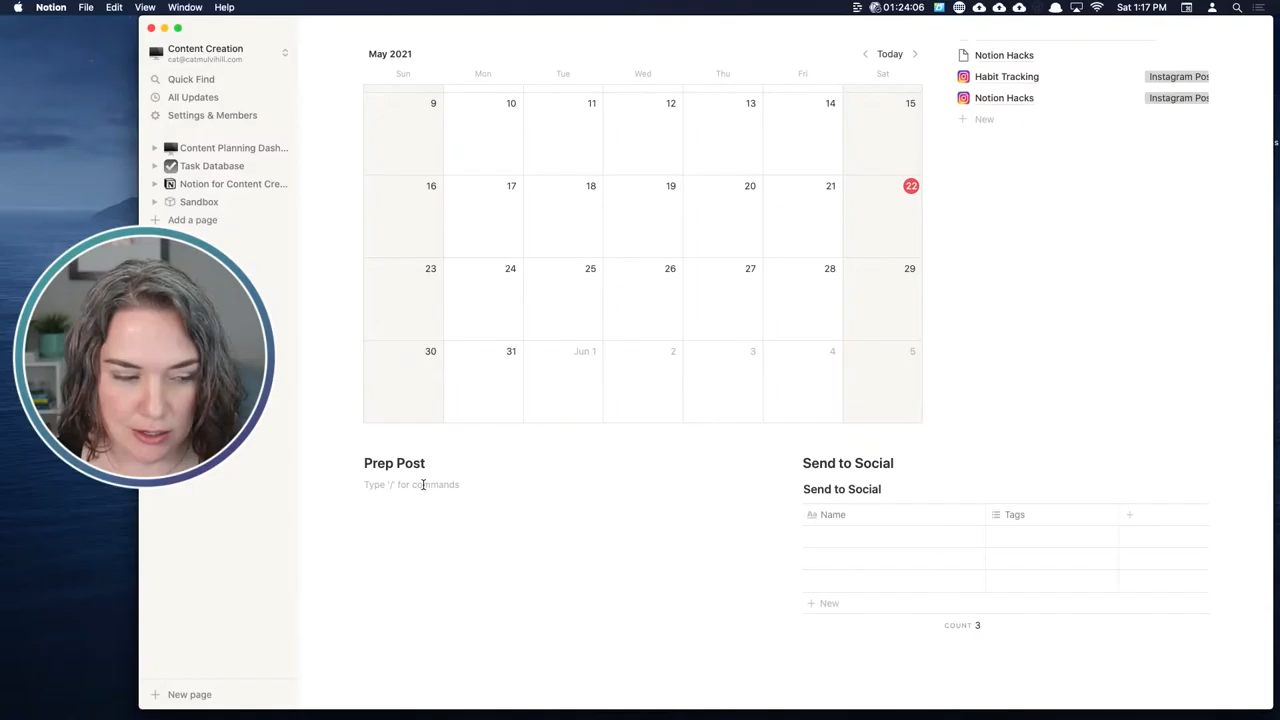 Notion File Edit View Window Help
01:24:06 Sat 1:17 PM
Content Creation
cat@catmulvihill.com
Quick Find
All Updates
Settings & Members
Content Planning Dash...
Task Database
Notion for Content Cre...
Sandbox
Add a page
New page
May 2021
Today
Sun Mon Tue Wed Thu Fri Sat
9 10 11 12 13 14 15
16 17 18 19 20 21 22
23 24 25 26 27 28 29
30 31 Jun 1 2 3 4 5
Notion Hacks
Habit Tracking Instagram Pos
Notion Hacks Instagram Pos
New
Prep Post
Type '/' for commands
Send to Social
Send to Social
Aa Name Tags
New
COUNT 3